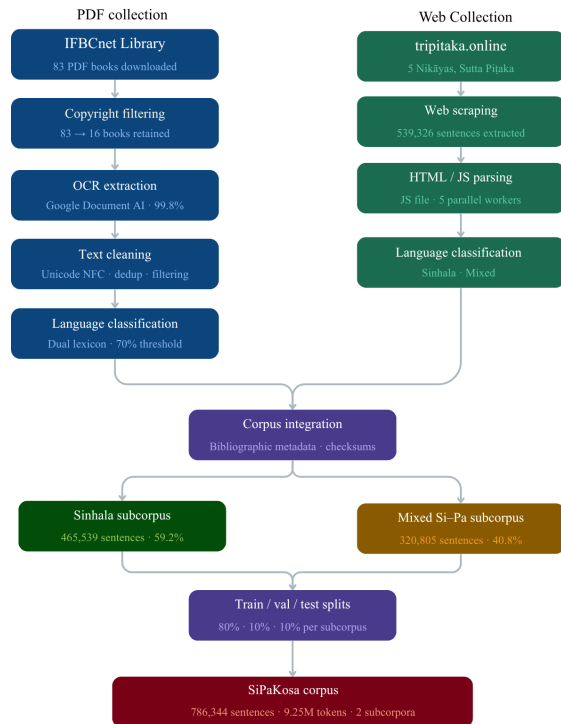 PDF collection
IFBCnet Library
83 PDF books downloaded
Copyright filtering
83 → 16 books retained
OCR extraction
Google Document AI · 99.8%
Text cleaning
Unicode NFC · dedup · filtering
Language classification
Dual lexicon · 70% threshold
Web Collection
tripitaka.online
5 Nikāyas, Sutta Piṭaka
Web scraping
539,326 sentences extracted
HTML / JS parsing
JS file · 5 parallel workers
Language classification
Sinhala · Mixed
Corpus integration
Bibliographic metadata · checksums
Sinhala subcorpus
465,539 sentences · 59.2%
Mixed Si–Pa subcorpus
320,805 sentences · 40.8%
Train / val / test splits
80% · 10% · 10% per subcorpus
SiPaKosa corpus
786,344 sentences · 9.25M tokens · 2 subcorpora